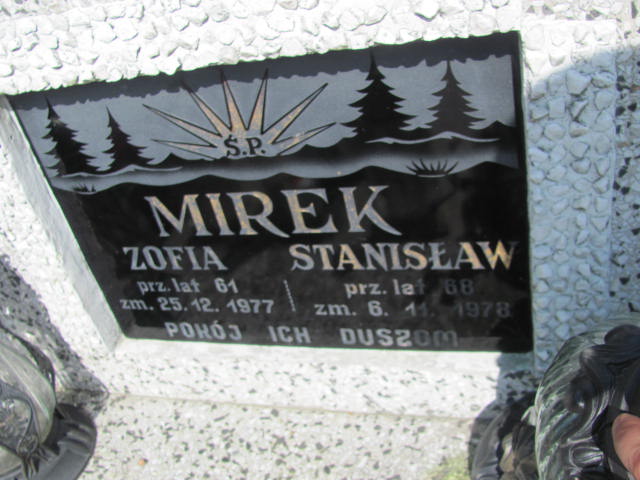 Ś.P.
MIREK
ZOFIA STANISŁAW
prz. lat 61 prz. lat 68
zm. 25.12.1977 zm. 6.11.1978
POKÓJ ICH DUSZOM